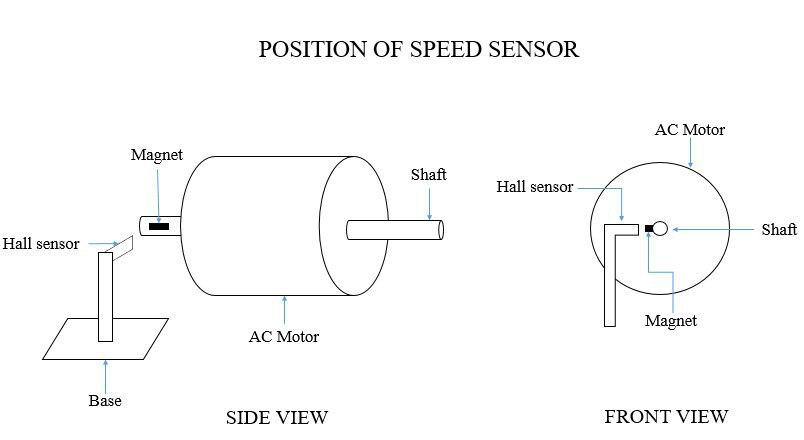 POSITION OF SPEED SENSOR
Magnet
Shaft
Hall sensor
AC Motor
Base
SIDE VIEW
AC Motor
Hall sensor
Shaft
Magnet
FRONT VIEW